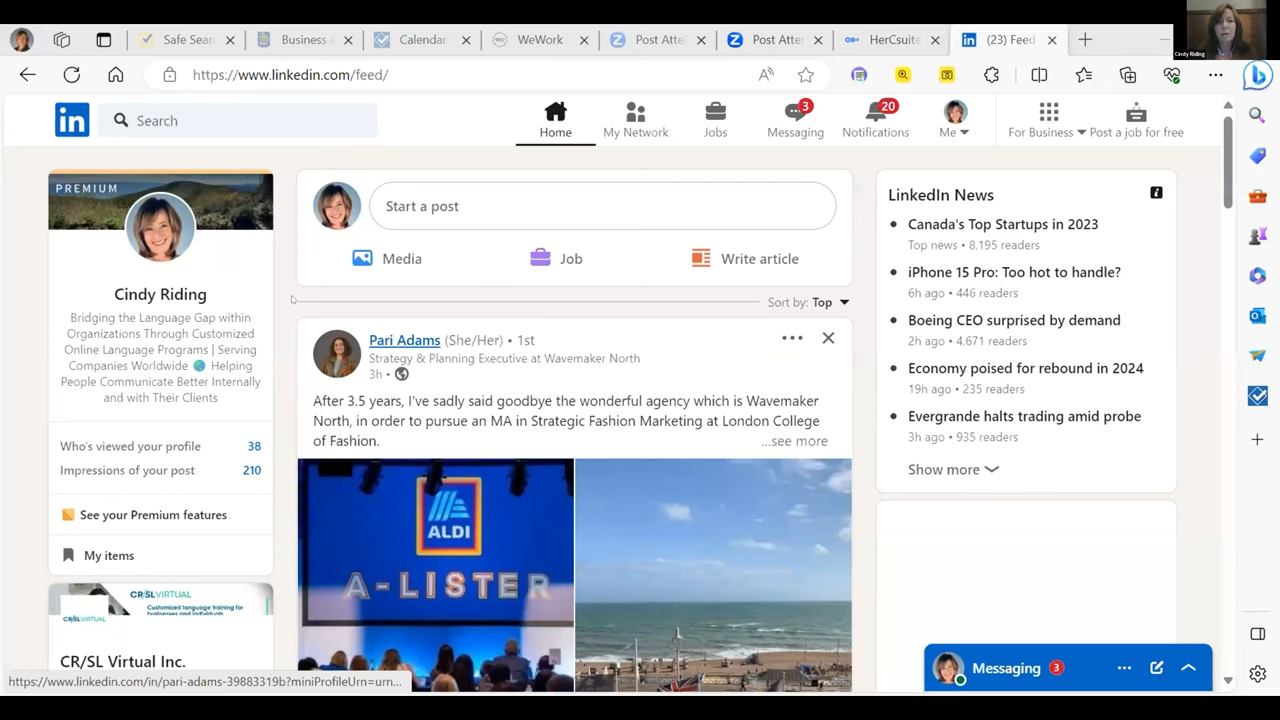 Safe Sear
Business
Calendar
WeWork
Post Atte
Post Atter
HerCsuite
(23) Feed
Cindy Riding
https://www.linkedin.com/feed/
in
Search
Home
My Network
Jobs
3
Messaging
20
Notifications
Me
For Business
Post a job for free
PREMIUM
Cindy Riding
Bridging the Language Gap within
Organizations Through Customized
Online Language Programs | Serving
Companies Worldwide 🌎 Helping
People Communicate Better Internally
and with Their Clients
Who's viewed your profile 38
Impressions of your post 210
See your Premium features
My items
CR/SL VIRTUAL
Customized language training for
businesses and individuals
CR/SL VIRTUAL
CR/SL Virtual Inc.
Start a post
Media
Job
Write article
Sort by: Top
Pari Adams (She/Her) • 1st
Strategy & Planning Executive at Wavemaker North
3h •
After 3.5 years, I've sadly said goodbye the wonderful agency which is Wavemaker
North, in order to pursue an MA in Strategic Fashion Marketing at London College
of Fashion.
...see more
ALDI
A-LISTER
LinkedIn News
Canada's Top Startups in 2023
Top news • 8,195 readers
iPhone 15 Pro: Too hot to handle?
6h ago • 446 readers
Boeing CEO surprised by demand
2h ago • 4,671 readers
Economy poised for rebound in 2024
19h ago • 235 readers
Evergrande halts trading amid probe
3h ago • 935 readers
Show more
Messaging 3
https://www.linkedin.com/in/pari-adams-39883319b?miniProfileUrn=urn...